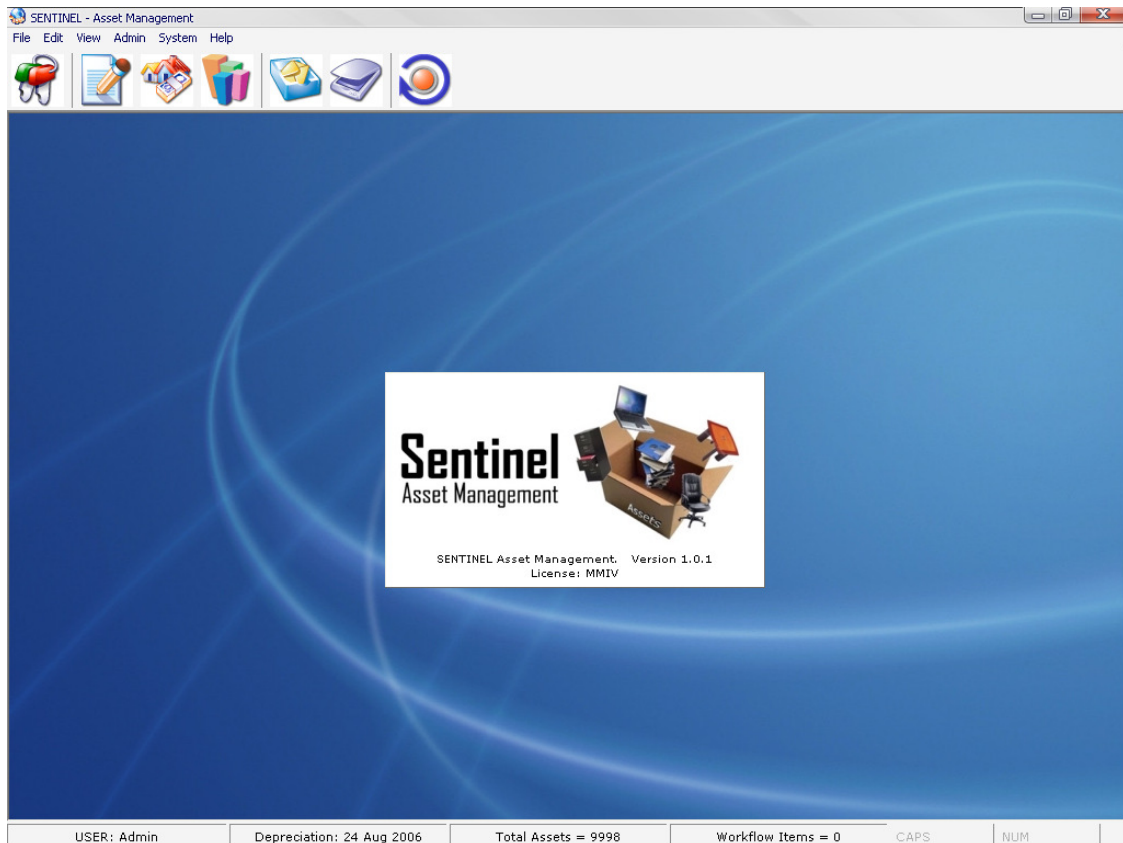 SENTINEL - Asset Management
File Edit View Admin System Help
Sentinel
Asset Management
Assets
SENTINEL Asset Management. Version 1.0.1
License: MMIV
USER: Admin Depreciation: 24 Aug 2006 Total Assets = 9998 Workflow Items = 0 CAPS NUM